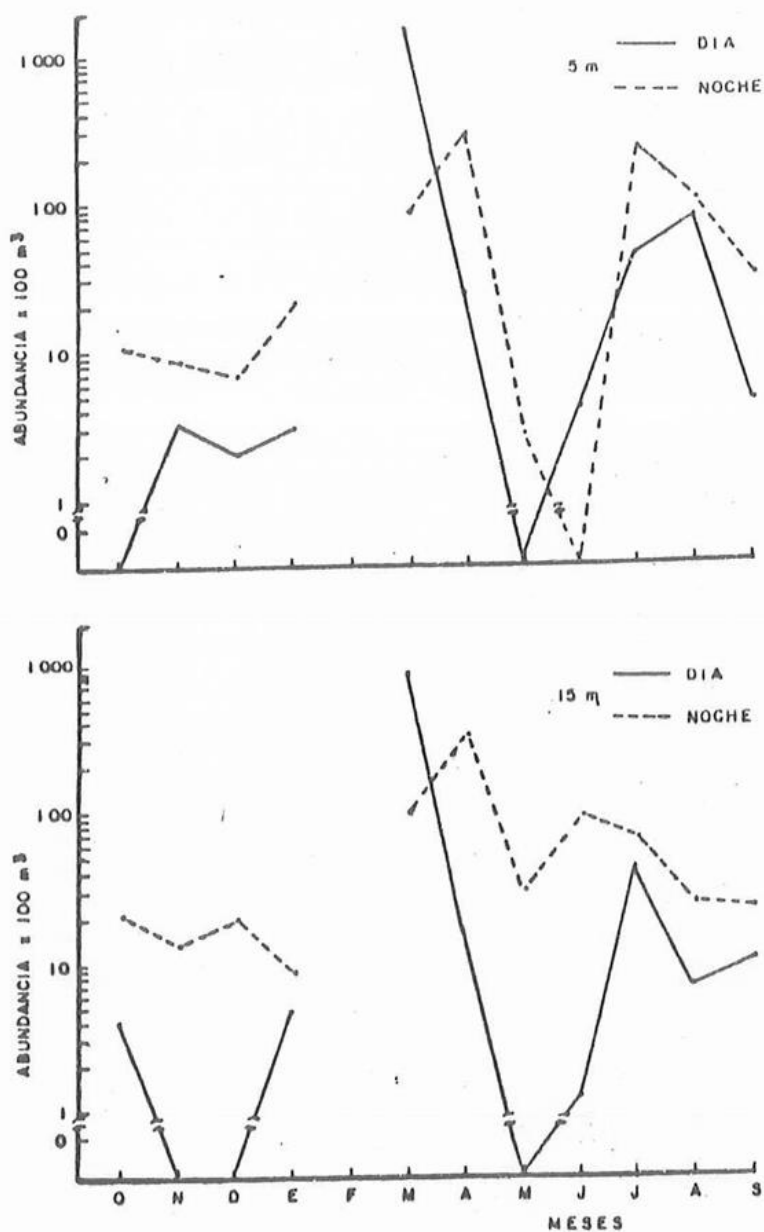 1 000
100
10
1
0
ABUNDANCIA = 100 m³
5 m
DIA
NOCHE
1 000
100
10
1
0
ABUNDANCIA = 100 m³
15 m
DIA
NOCHE
O N D E F M A M J J A S
MESES